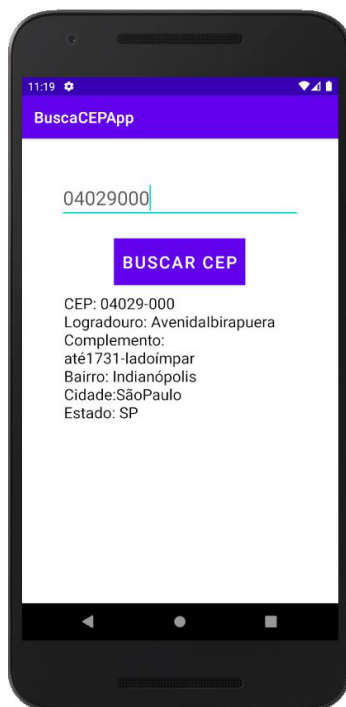 11:19
BuscaCEPApp
04029000
BUSCAR CEP
CEP: 04029-000
Logradouro: AvenidaIbirapuera
Complemento:
até1731-ladoímpar
Bairro: Indianópolis
Cidade:SãoPaulo
Estado: SP